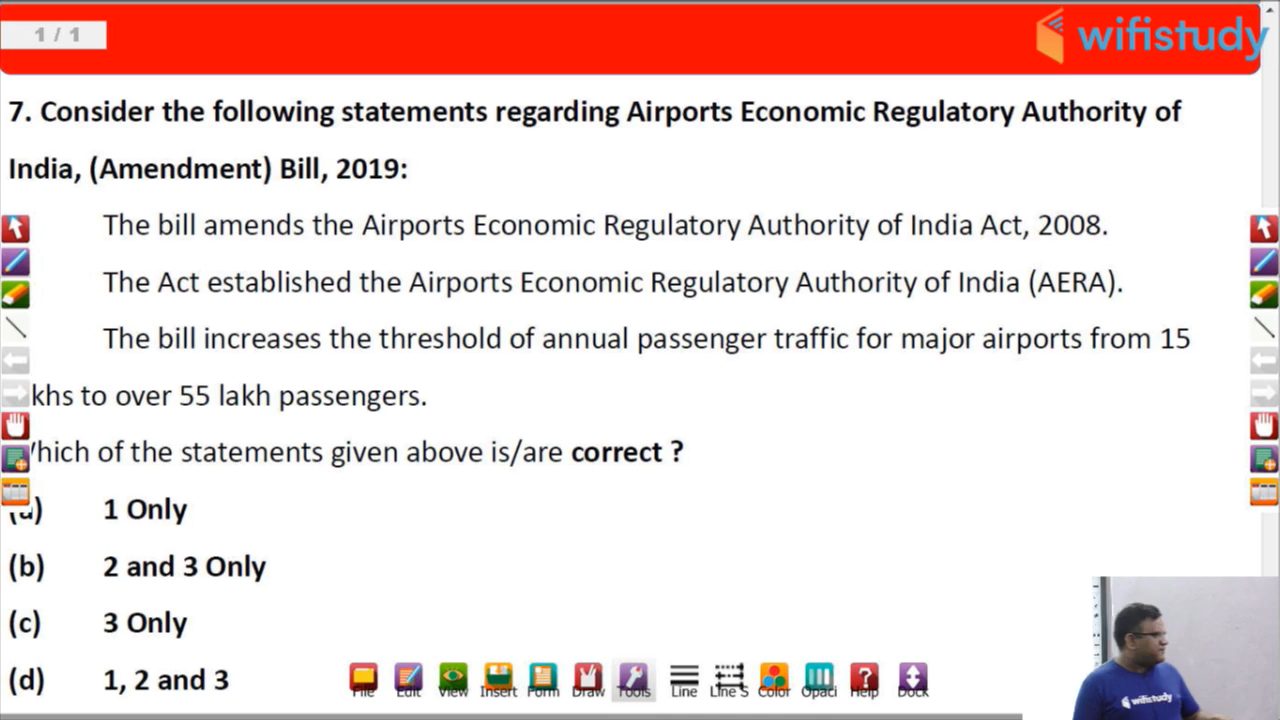 1 / 1
wifistudy
7. Consider the following statements regarding Airports Economic Regulatory Authority of
India, (Amendment) Bill, 2019:
The bill amends the Airports Economic Regulatory Authority of India Act, 2008.
The Act established the Airports Economic Regulatory Authority of India (AERA).
The bill increases the threshold of annual passenger traffic for major airports from 15
khs to over 55 lakh passengers.
hich of the statements given above is/are correct ?
(a) 1 Only
(b) 2 and 3 Only
(c) 3 Only
(d) 1, 2 and 3
File Edit View Insert Form Draw Tools Line Line S Color Opaci Help Dock
wifistudy